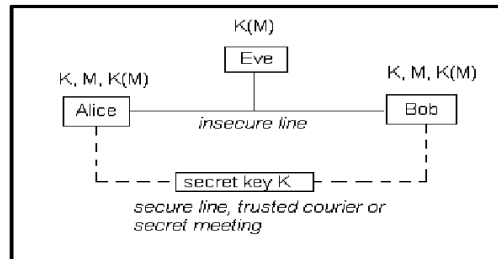 K(M)
Eve
K, M, K(M)
K, M, K(M)
Alice
Bob
insecure line
secret key K
secure line, trusted courier or
secret meeting